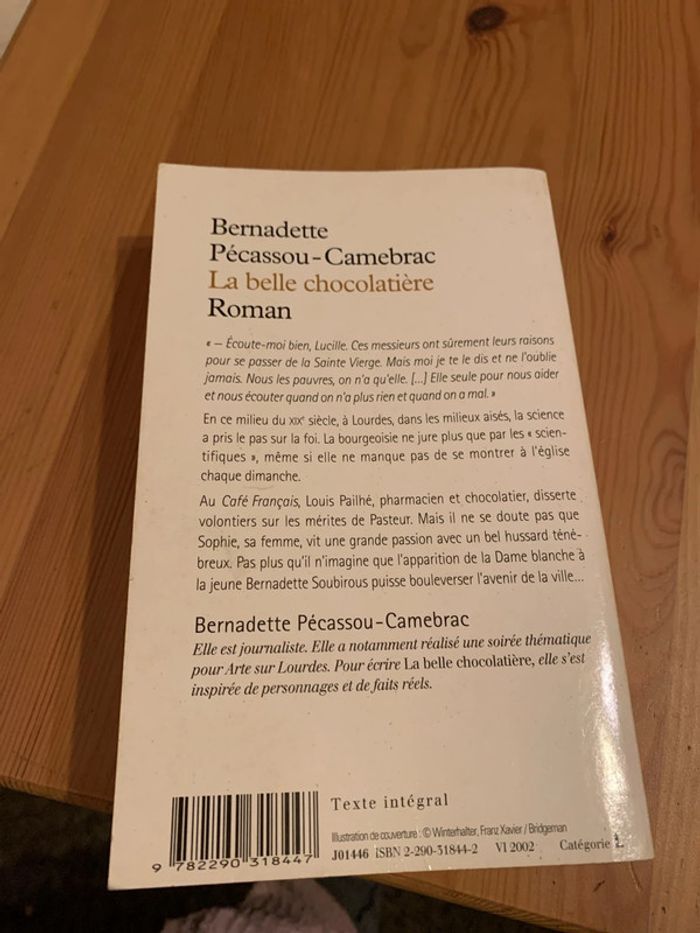 Bernadette
Pécassou-Camebrac
La belle chocolatière
Roman
« – Écoute-moi bien, Lucille. Ces messieurs ont sûrement leurs raisons
pour se passer de la Sainte Vierge. Mais moi je te le dis et ne l'oublie
jamais. Nous les pauvres, on n'a qu'elle. [...] Elle seule pour nous aider
et nous écouter quand on n'a plus rien et quand on a mal. »
En ce milieu du XIXe siècle, à Lourdes, dans les milieux aisés, la science
a pris le pas sur la foi. La bourgeoisie ne jure plus que par les « scien-
tifiques », même si elle ne manque pas de se montrer à l'église
chaque dimanche.
Au Café Français, Louis Pailhé, pharmacien et chocolatier, disserte
volontiers sur les mérites de Pasteur. Mais il ne se doute pas que
Sophie, sa femme, vit une grande passion avec un bel hussard téné-
breux. Pas plus qu'il n'imagine que l'apparition de la Dame blanche à
la jeune Bernadette Soubirous puisse bouleverser l'avenir de la ville...
Bernadette Pécassou-Camebrac
Elle est journaliste. Elle a notamment réalisé une soirée thématique
pour Arte sur Lourdes. Pour écrire La belle chocolatière, elle s'est
inspirée de personnages et de faits réels.
Texte intégral
Illustration de couverture : © Winterhalter, Franz Xavier / Bridgeman
J01446 ISBN 2-290-31844-2 VI 2002 Catégorie L
9 782290 318447